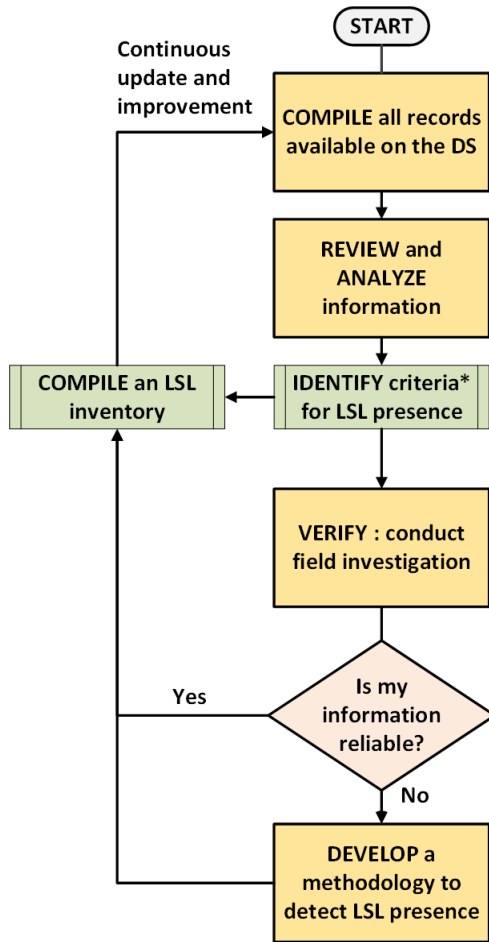 START
Continuous
update and
improvement
COMPILE all records
available on the DS
REVIEW and
ANALYZE
information
COMPILE an LSL
inventory
IDENTIFY criteria*
for LSL presence
VERIFY : conduct
field investigation
Is my
information
reliable?
Yes
No
DEVELOP a
methodology to
detect LSL presence